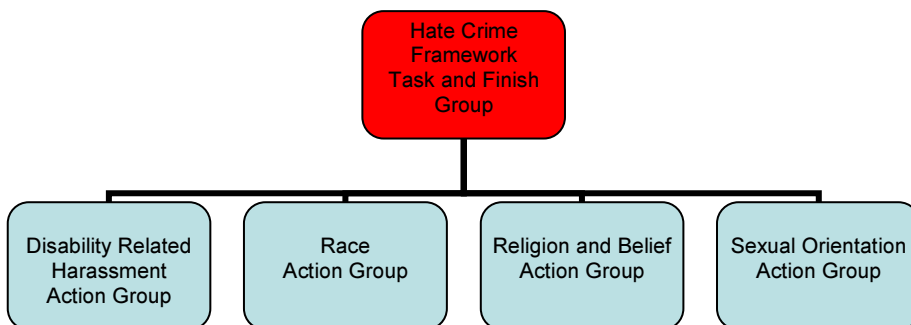 Hate Crime
Framework
Task and Finish
Group
Disability Related
Harassment
Action Group
Race
Action Group
Religion and Belief
Action Group
Sexual Orientation
Action Group